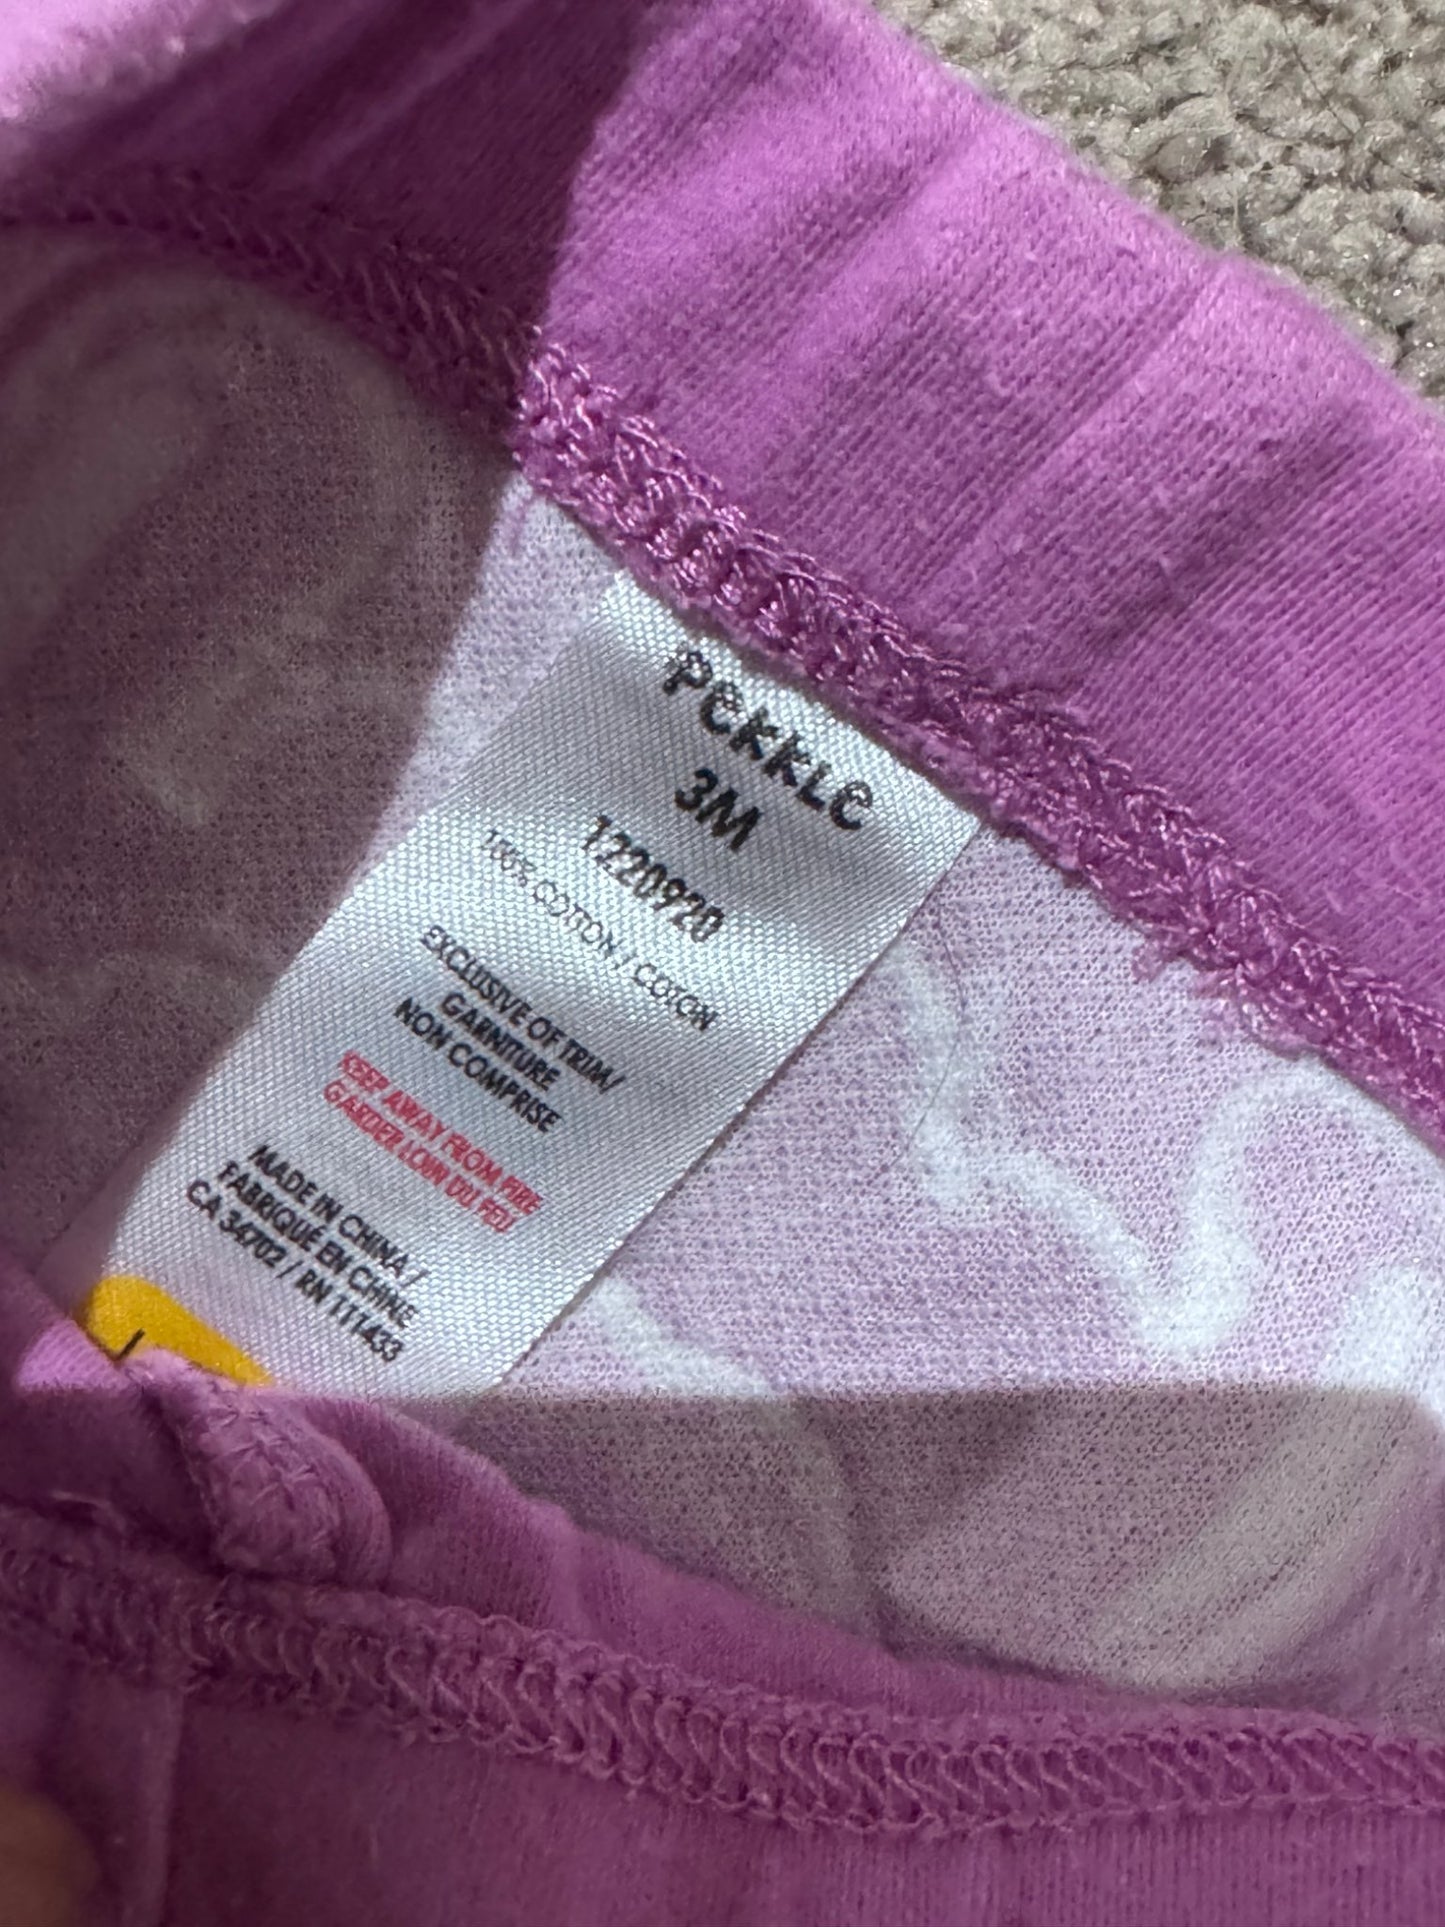 pekkle
3M
1220920
100% COTTON / COTON
EXCLUSIVE OF TRIM/
GARNITURE
NON COMPRISE
KEEP AWAY FROM FIRE
GARDER LOIN DU FEU
MADE IN CHINA /
FABRIQUÉ EN CHINE
CA 34702 / RN 111433